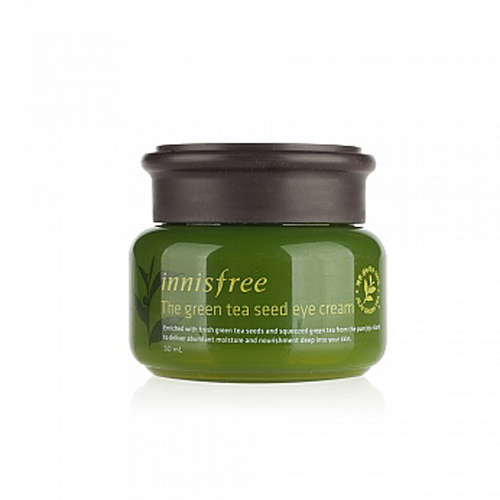 innisfree
The green tea seed eye cream
Enriched with fresh green tea seeds and squeezed green tea from the pure Jeju island
to deliver abundant moisture and nourishment deep into your skin.
30 mL